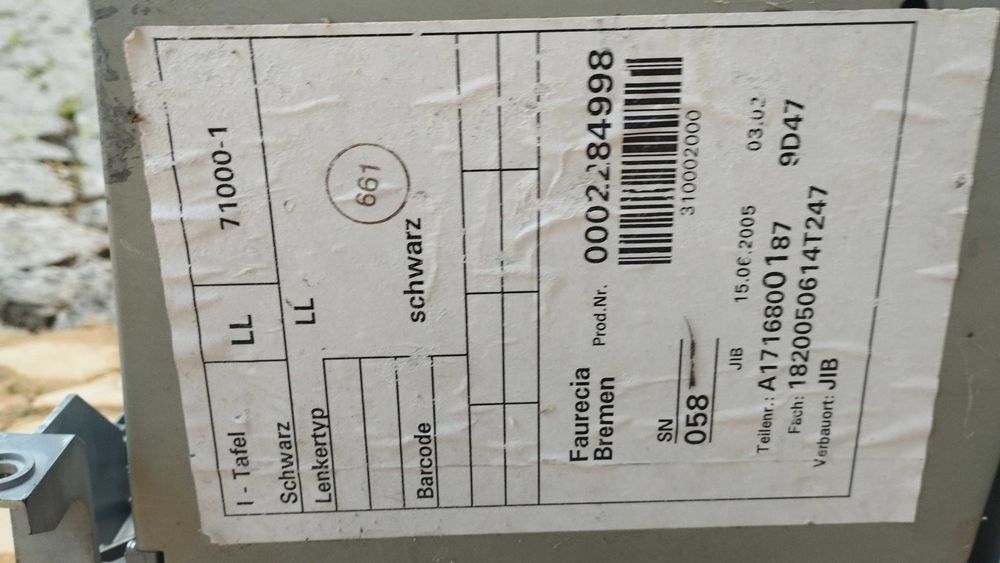 I - Tafel LL 71000-1
Schwarz LL
Lenkertyp
661
schwarz
Barcode
Faurecia
Bremen
Prod.Nr. 0002284998
310002000
SN
058
JIB 15.06.2005 03.02
Teilenr.: A1716800187 9D47
Fach: 1820050614T247
Verbauort: JIB